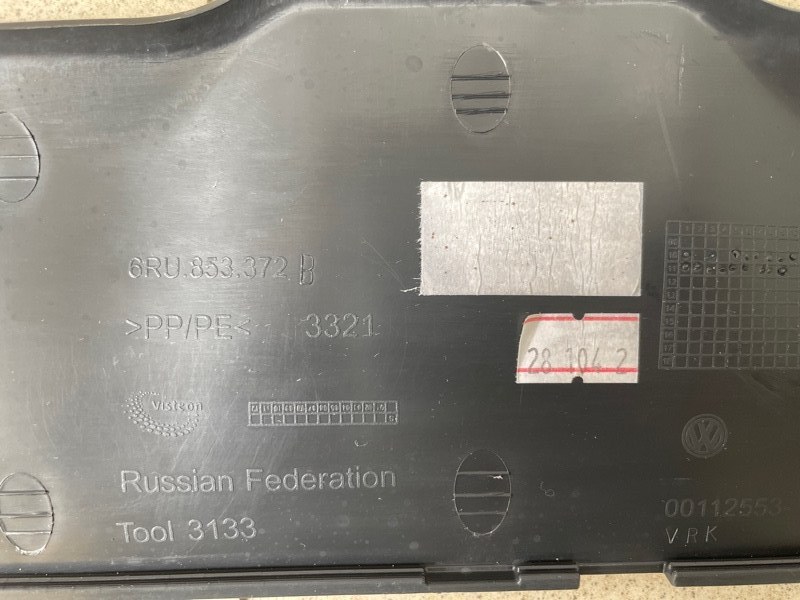 6RU.853.372 B
>PP/PE< 3321
28 104 2
Visteon
Russian Federation
Tool 3133
00112553
VRK